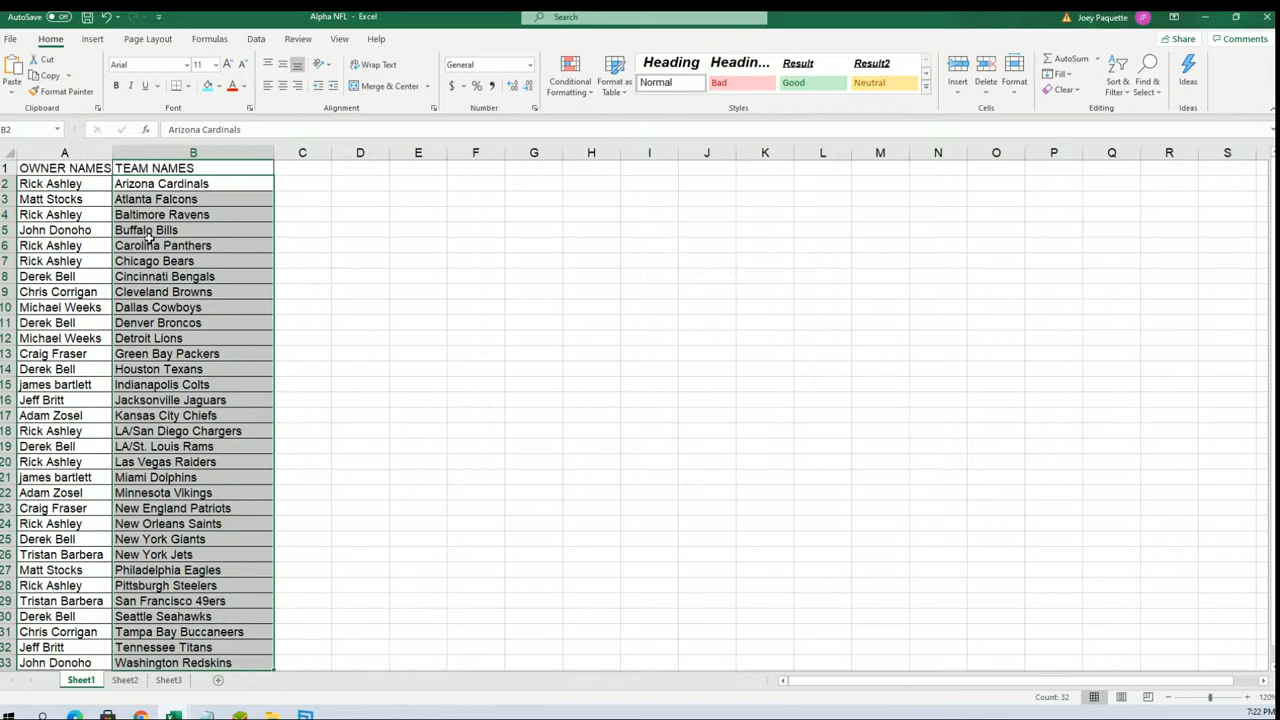 AutoSave Off Alpha NFL - Excel Search Joey Paquette JP
File Home Insert Page Layout Formulas Data Review View Help Share Comments
Paste Cut Copy Format Painter Clipboard
Arial 11 A A B I U A Font
Wrap Text Merge & Center Alignment
General $ % , Number
Conditional Formatting Format as Table
Heading Headin... Result Result2
Normal Bad Good Neutral Styles
Insert Delete Format Cells
AutoSum Fill Clear Sort & Filter Find & Select Editing
Ideas Ideas
B2 fx Arizona Cardinals
A B C D E F G H I J K L M N O P Q R S
1 OWNER NAMES TEAM NAMES
2 Rick Ashley Arizona Cardinals
3 Matt Stocks Atlanta Falcons
4 Rick Ashley Baltimore Ravens
5 John Donoho Buffalo Bills
6 Rick Ashley Carolina Panthers
7 Rick Ashley Chicago Bears
8 Derek Bell Cincinnati Bengals
9 Chris Corrigan Cleveland Browns
10 Michael Weeks Dallas Cowboys
11 Derek Bell Denver Broncos
12 Michael Weeks Detroit Lions
13 Craig Fraser Green Bay Packers
14 Derek Bell Houston Texans
15 james bartlett Indianapolis Colts
16 Jeff Britt Jacksonville Jaguars
17 Adam Zosel Kansas City Chiefs
18 Rick Ashley LA/San Diego Chargers
19 Derek Bell LA/St. Louis Rams
20 Rick Ashley Las Vegas Raiders
21 james bartlett Miami Dolphins
22 Adam Zosel Minnesota Vikings
23 Craig Fraser New England Patriots
24 Rick Ashley New Orleans Saints
25 Derek Bell New York Giants
26 Tristan Barbera New York Jets
27 Matt Stocks Philadelphia Eagles
28 Rick Ashley Pittsburgh Steelers
29 Tristan Barbera San Francisco 49ers
30 Derek Bell Seattle Seahawks
31 Chris Corrigan Tampa Bay Buccaneers
32 Jeff Britt Tennessee Titans
33 John Donoho Washington Redskins
Sheet1 Sheet2 Sheet3
Count: 32 120%
7:22 PM